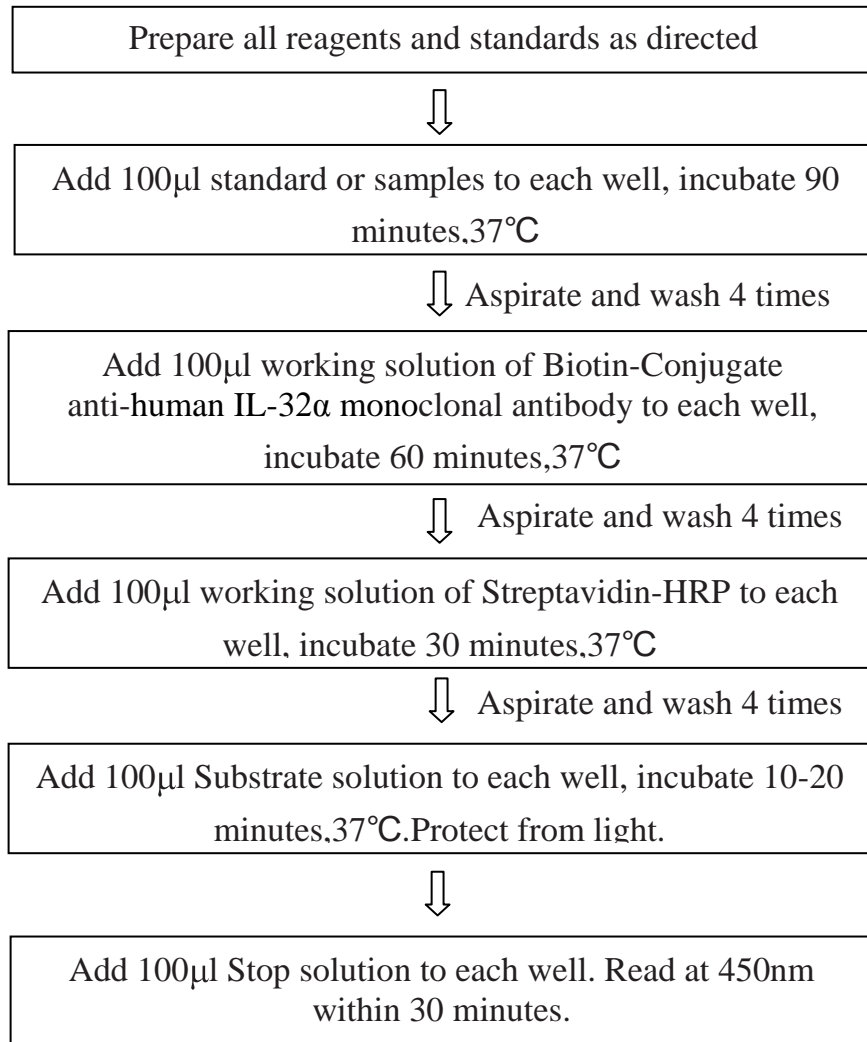 Prepare all reagents and standards as directed
Add 100μl standard or samples to each well, incubate 90
minutes,37℃
Aspirate and wash 4 times
Add 100μl working solution of Biotin-Conjugate
anti-human IL-32α monoclonal antibody to each well,
incubate 60 minutes,37℃
Aspirate and wash 4 times
Add 100μl working solution of Streptavidin-HRP to each
well, incubate 30 minutes,37℃
Aspirate and wash 4 times
Add 100μl Substrate solution to each well, incubate 10-20
minutes,37℃.Protect from light.
Add 100μl Stop solution to each well. Read at 450nm
within 30 minutes.